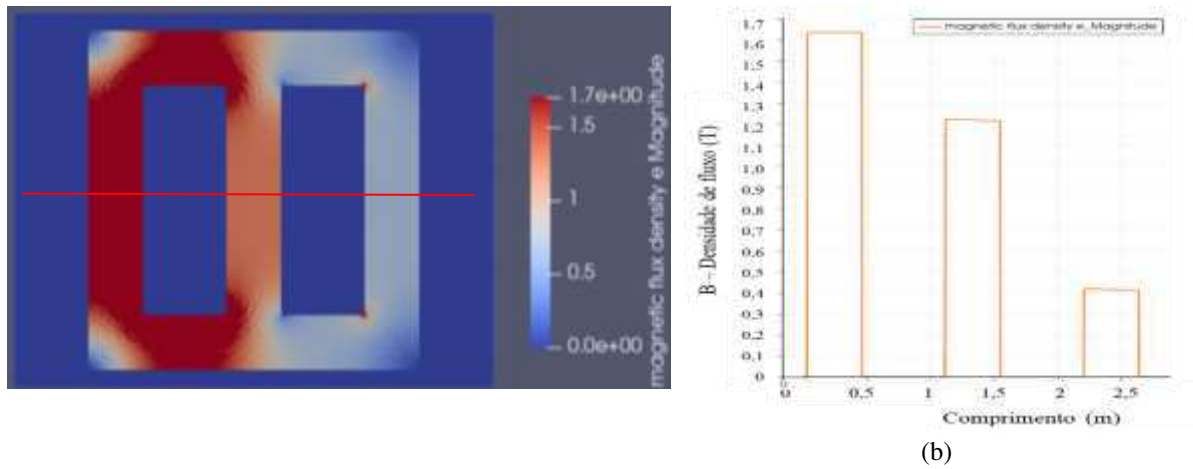 1.7e+00
1.5
1
0.5
0.0e+00
magnetic flux density e Magnitude
magnetic flux density e, Magnitude
1.7
1.6
1.5
1.4
1.3
1.2
1.1
1.0
0.9
0.8
0.7
0.6
0.5
0.4
0.3
0.2
0.1
0
B – Densidade de fluxo (T)
0 0.5 1 1,5 2 2,5
Comprimento (m)
(b)